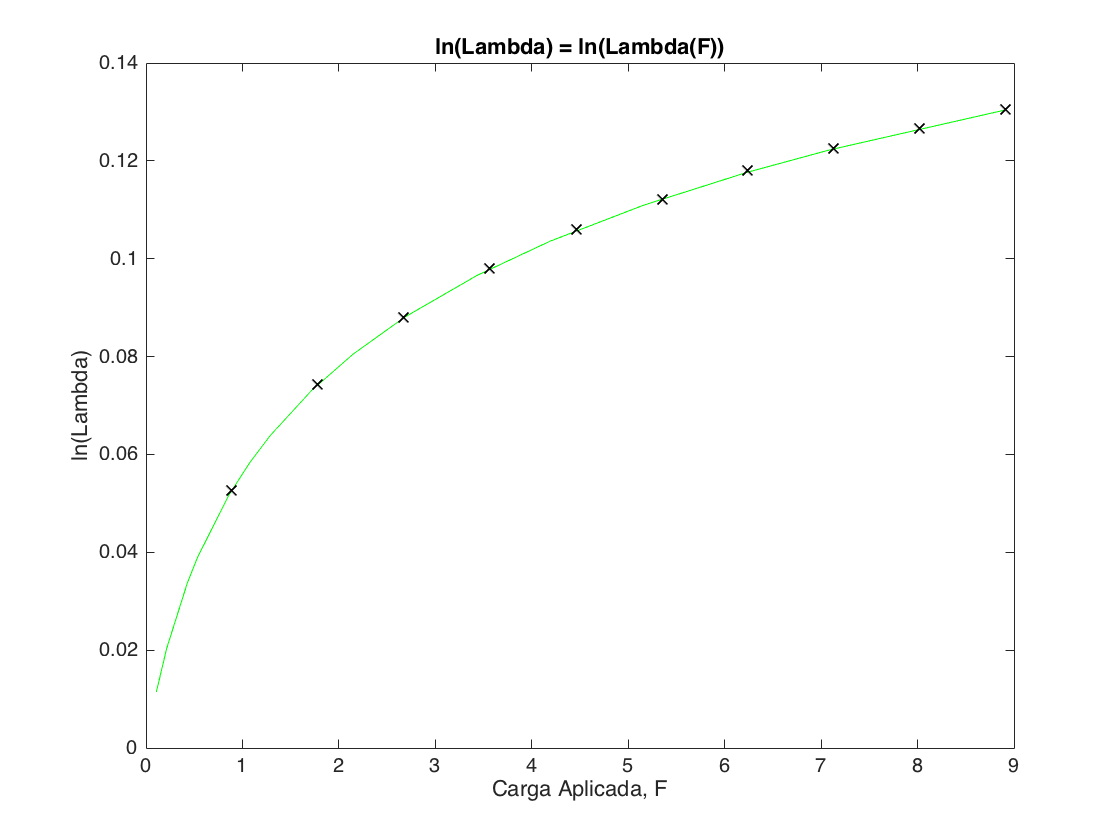 ln(Lambda) = ln(Lambda(F))
0.14
0.12
0.1
0.08
0.06
0.04
0.02
0
ln(Lambda)
0 1 2 3 4 5 6 7 8 9
Carga Aplicada, F